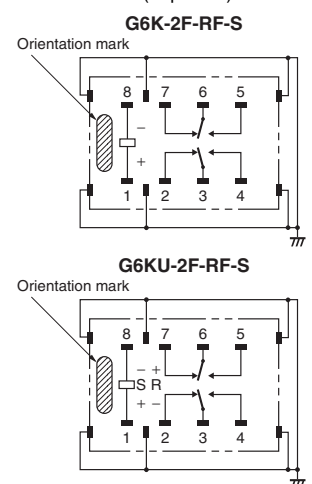 G6K-2F-RF-S
Orientation mark
8 7 6 5
−
+
1 2 3 4
G6KU-2F-RF-S
Orientation mark
8 7 6 5
− +
S R
+ −
1 2 3 4